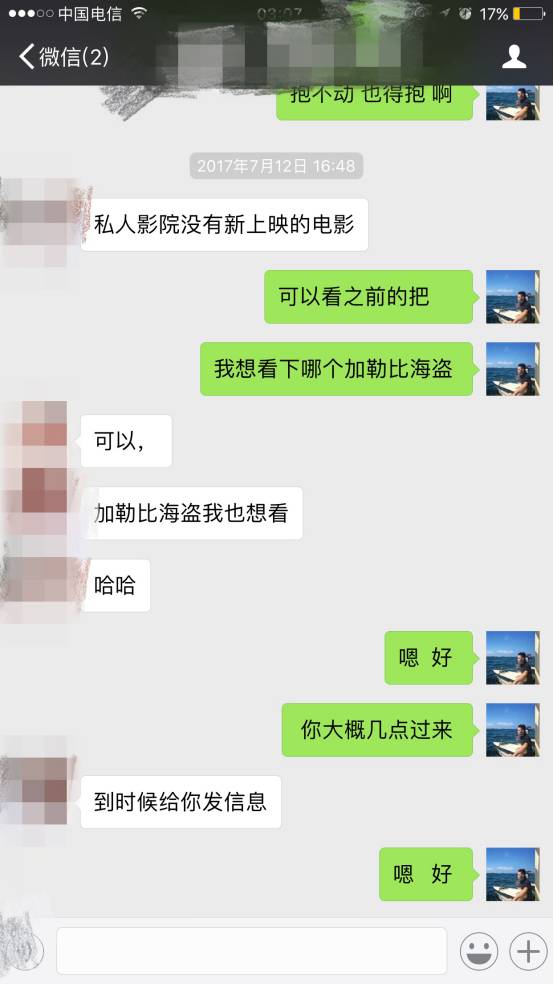 中国电信
17%
微信(2)
抱不动 也得抱 啊
2017年7月12日 16:48
私人影院没有新上映的电影
可以看之前的把
我想看下哪个加勒比海盗
可以,
加勒比海盗我也想看
哈哈
嗯 好
你大概几点过来
到时候给你发信息
嗯 好